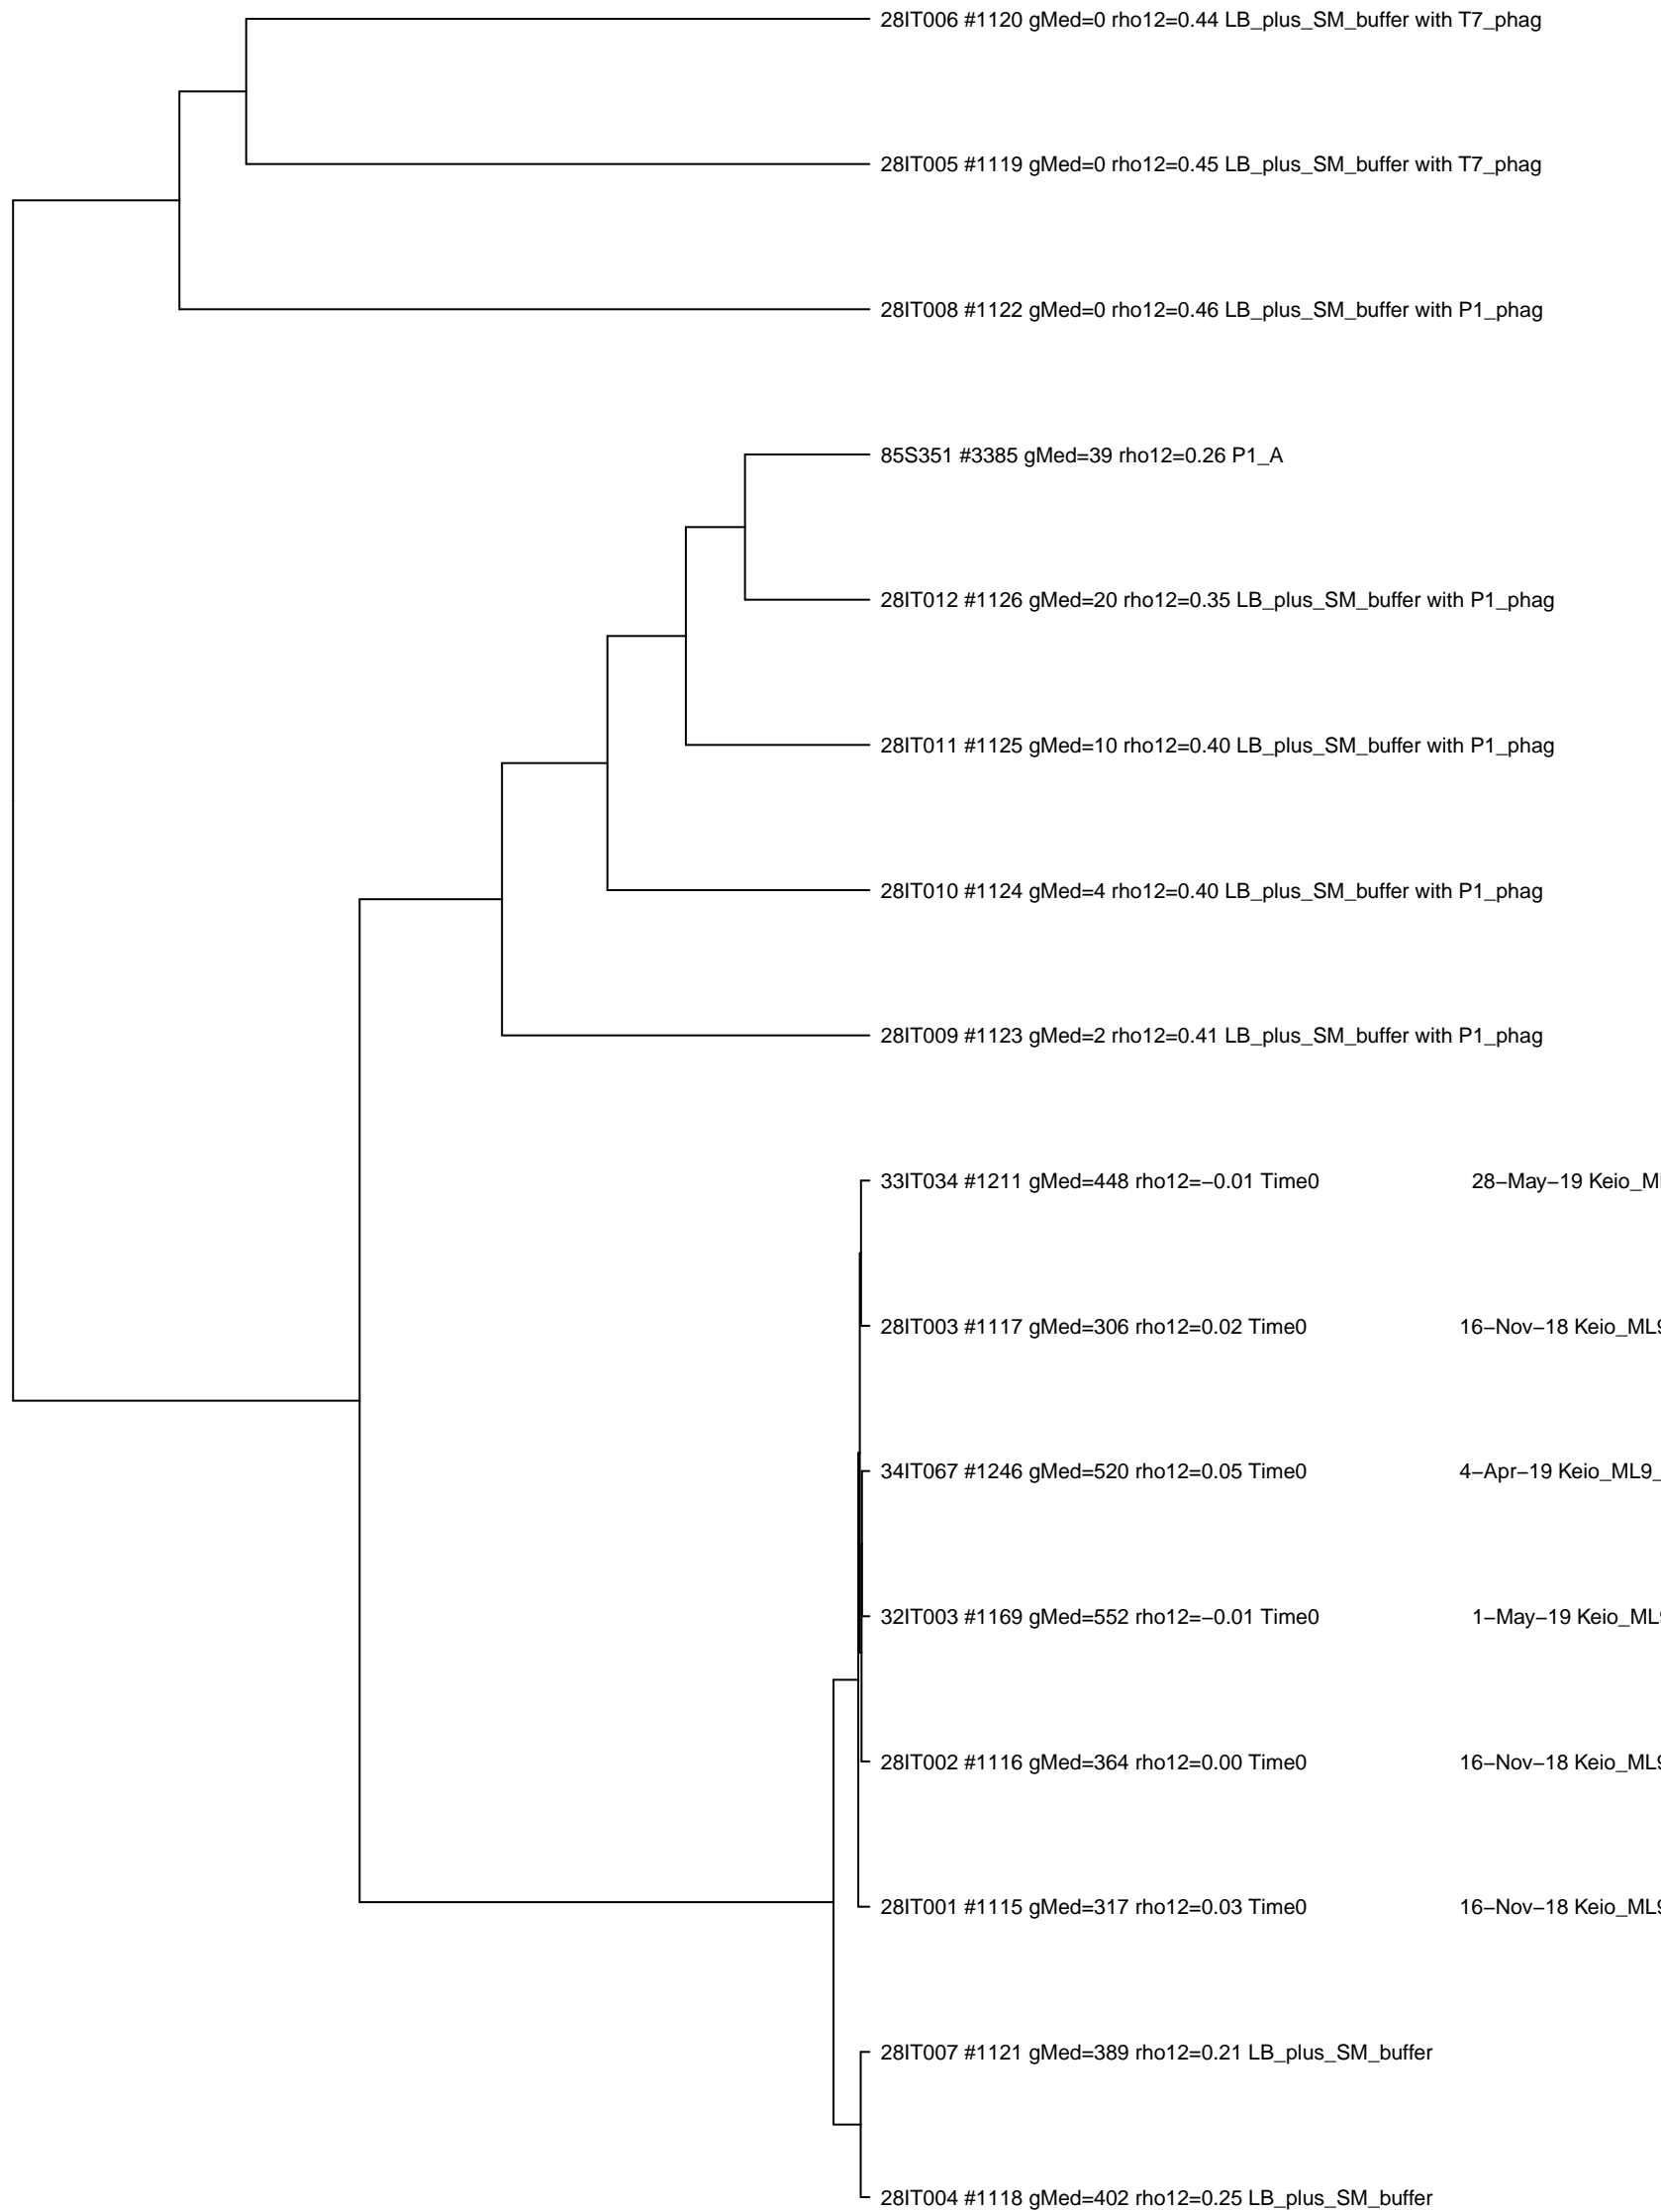 28IT006 #1120 gMed=0 rho12=0.44 LB_plus_SM_buffer with T7_phag
28IT005 #1119 gMed=0 rho12=0.45 LB_plus_SM_buffer with T7_phag
28IT008 #1122 gMed=0 rho12=0.46 LB_plus_SM_buffer with P1_phag
85S351 #3385 gMed=39 rho12=0.26 P1_A
28IT012 #1126 gMed=20 rho12=0.35 LB_plus_SM_buffer with P1_phag
28IT011 #1125 gMed=10 rho12=0.40 LB_plus_SM_buffer with P1_phag
28IT010 #1124 gMed=4 rho12=0.40 LB_plus_SM_buffer with P1_phag
28IT009 #1123 gMed=2 rho12=0.41 LB_plus_SM_buffer with P1_phag
33IT034 #1211 gMed=448 rho12=−0.01 Time0 28−May−19 Keio_M
28IT003 #1117 gMed=306 rho12=0.02 Time0 16−Nov−18 Keio_ML9
34IT067 #1246 gMed=520 rho12=0.05 Time0 4−Apr−19 Keio_ML9_
32IT003 #1169 gMed=552 rho12=−0.01 Time0 1−May−19 Keio_ML9
28IT002 #1116 gMed=364 rho12=0.00 Time0 16−Nov−18 Keio_ML9
28IT001 #1115 gMed=317 rho12=0.03 Time0 16−Nov−18 Keio_ML9
28IT007 #1121 gMed=389 rho12=0.21 LB_plus_SM_buffer
28IT004 #1118 gMed=402 rho12=0.25 LB_plus_SM_buffer